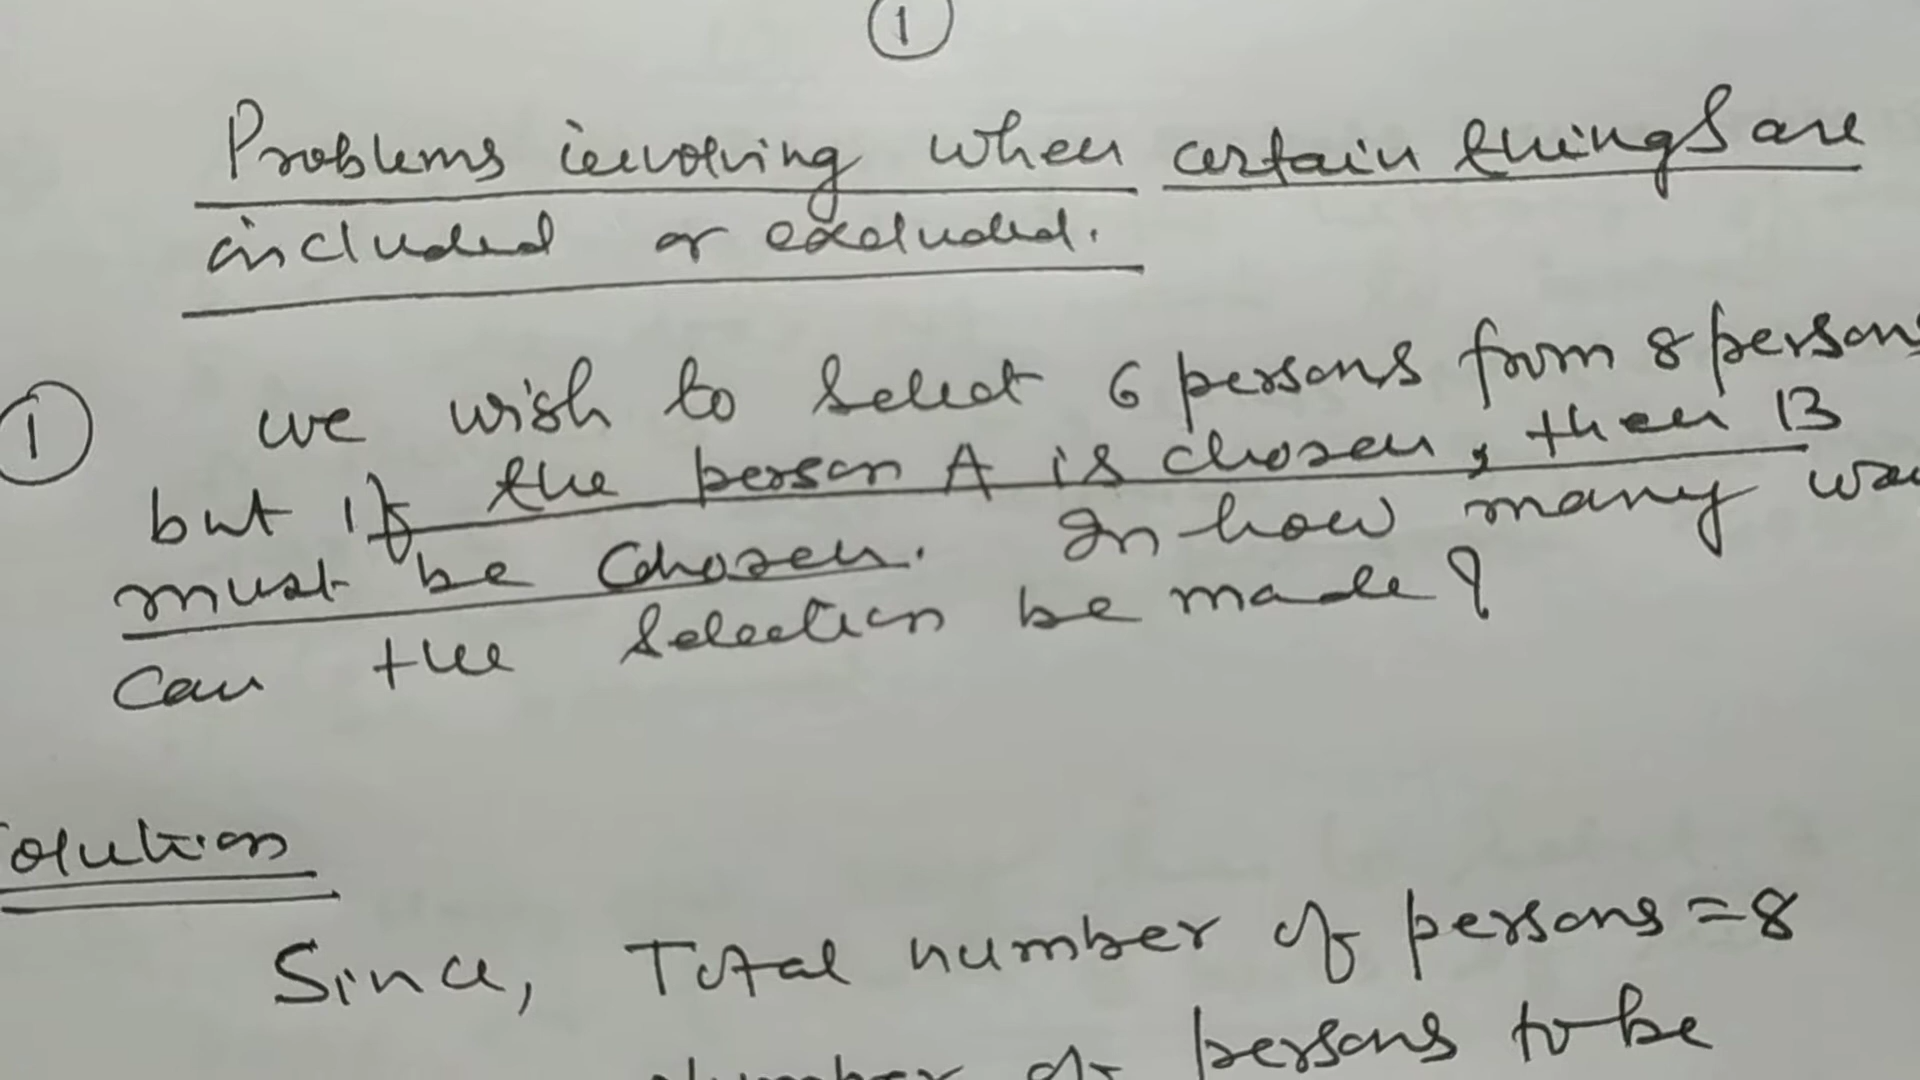 1
Problems involving when certain things are
included or excluded.
1 we wish to select 6 persons from 8 persons
but if the person A is chosen, then B
must be chosen. In how many
can the selection be made?
Solution
Since, Total number of persons=8
Number of persons to be